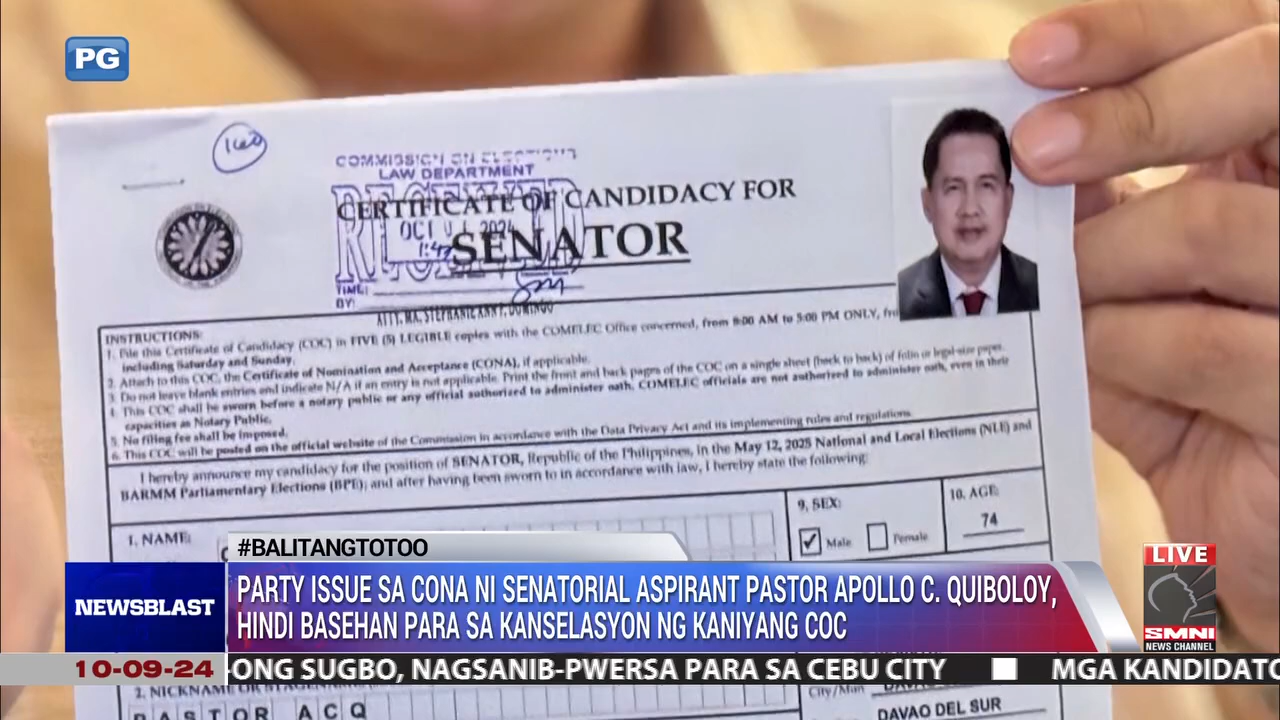 PG
160
COMMISSION ON ELECTIONS
LAW DEPARTMENT
RECEIVED
CERTIFICATE OF CANDIDACY FOR
OCT 2024
SENATOR
1:47
TIME:
BY:
ATTY. MA. STEPHANIE ANN F. DOMINGO
INSTRUCTIONS:
1. File this Certificate of Candidacy (COC) in FIVE (5) LEGIBLE copies with the COMELEC Office concerned, from 8:00 AM to 5:00 PM ONLY,
including Saturday and Sunday.
2. Attach to this COC, the Certificate of Nomination and Acceptance (CONA), if applicable.
3. Do not leave blank entries and indicate N/A if an entry is not applicable. Print the front and back pages of the COC on a single sheet (back to back) of folio or legal-size paper.
4. This COC shall be sworn before a notary public or any official authorized to administer oath. COMELEC officials are not authorized to administer oath, even in their
capacities as Notary Public.
5. No filing fee shall be imposed.
6. This COC will be posted on the official website of the Commission in accordance with the Data Privacy Act and its implementing rules and regulations.
I hereby announce my candidacy for the position of SENATOR, Republic of the Philippines, in the May 12, 2025 National and Local Elections (NLE) and
BARMM Parliamentary Elections (BPE); and after having been sworn to in accordance with law, I hereby state the following:
1. NAME:
9. SEX:
Male
Female
10. AGE:
74
#BALITANGTOTOO
NEWSBLAST
PARTY ISSUE SA CONA NI SENATORIAL ASPIRANT PASTOR APOLLO C. QUIBOLOY,
HINDI BASEHAN PARA SA KANSELASYON NG KANIYANG COC
LIVE
SMNI
NEWS CHANNEL
10-09-24
ONG SUGBO, NAGSANIB-PWERSA PARA SA CEBU CITY
MGA KANDIDATO
2. NICKNAME OR STAGE NAME
PASTOR ACQ
City/Mun
DAVAO DEL SUR